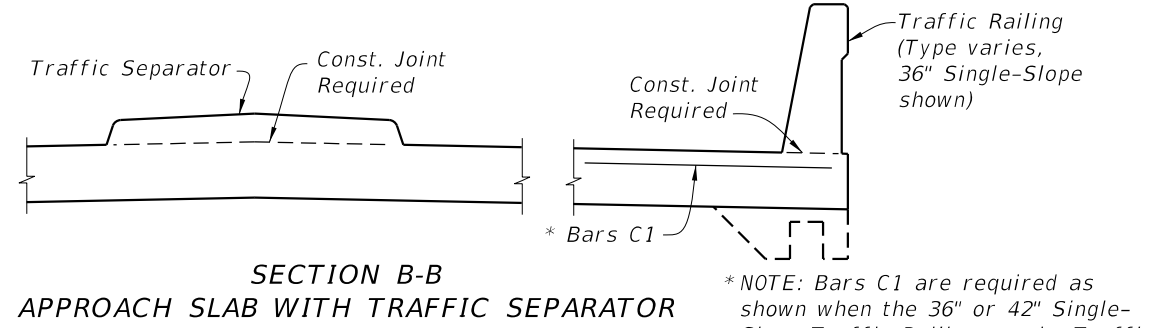 Traffic Separator
Const. Joint
Required
Traffic Railing
(Type varies,
36" Single-Slope
shown)
Const. Joint
Required
* Bars C1
SECTION B-B
APPROACH SLAB WITH TRAFFIC SEPARATOR
* NOTE: Bars C1 are required as
shown when the 36" or 42" Single-